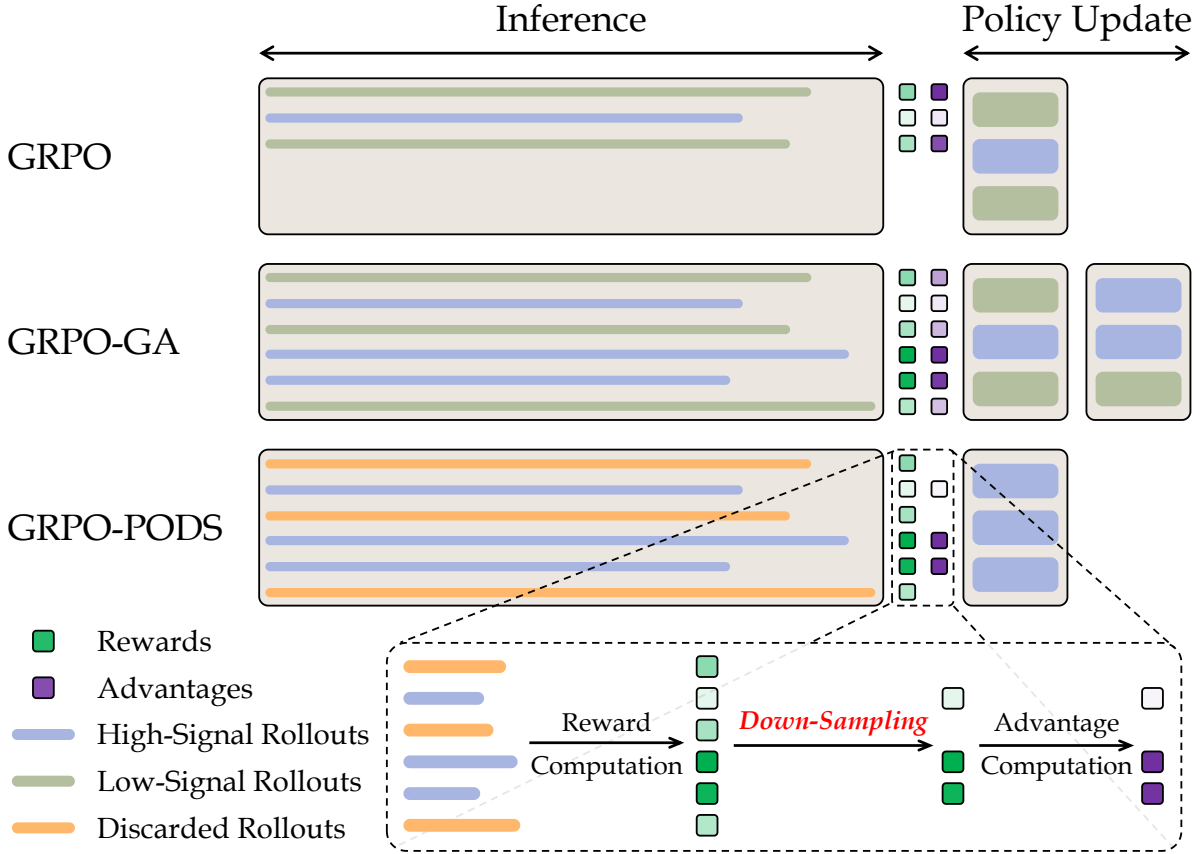 Inference
Policy Update
GRPO
GRPO-GA
GRPO-PODS
Rewards
Advantages
High-Signal Rollouts
Low-Signal Rollouts
Discarded Rollouts
Reward
Computation
Down-Sampling
Advantage
Computation